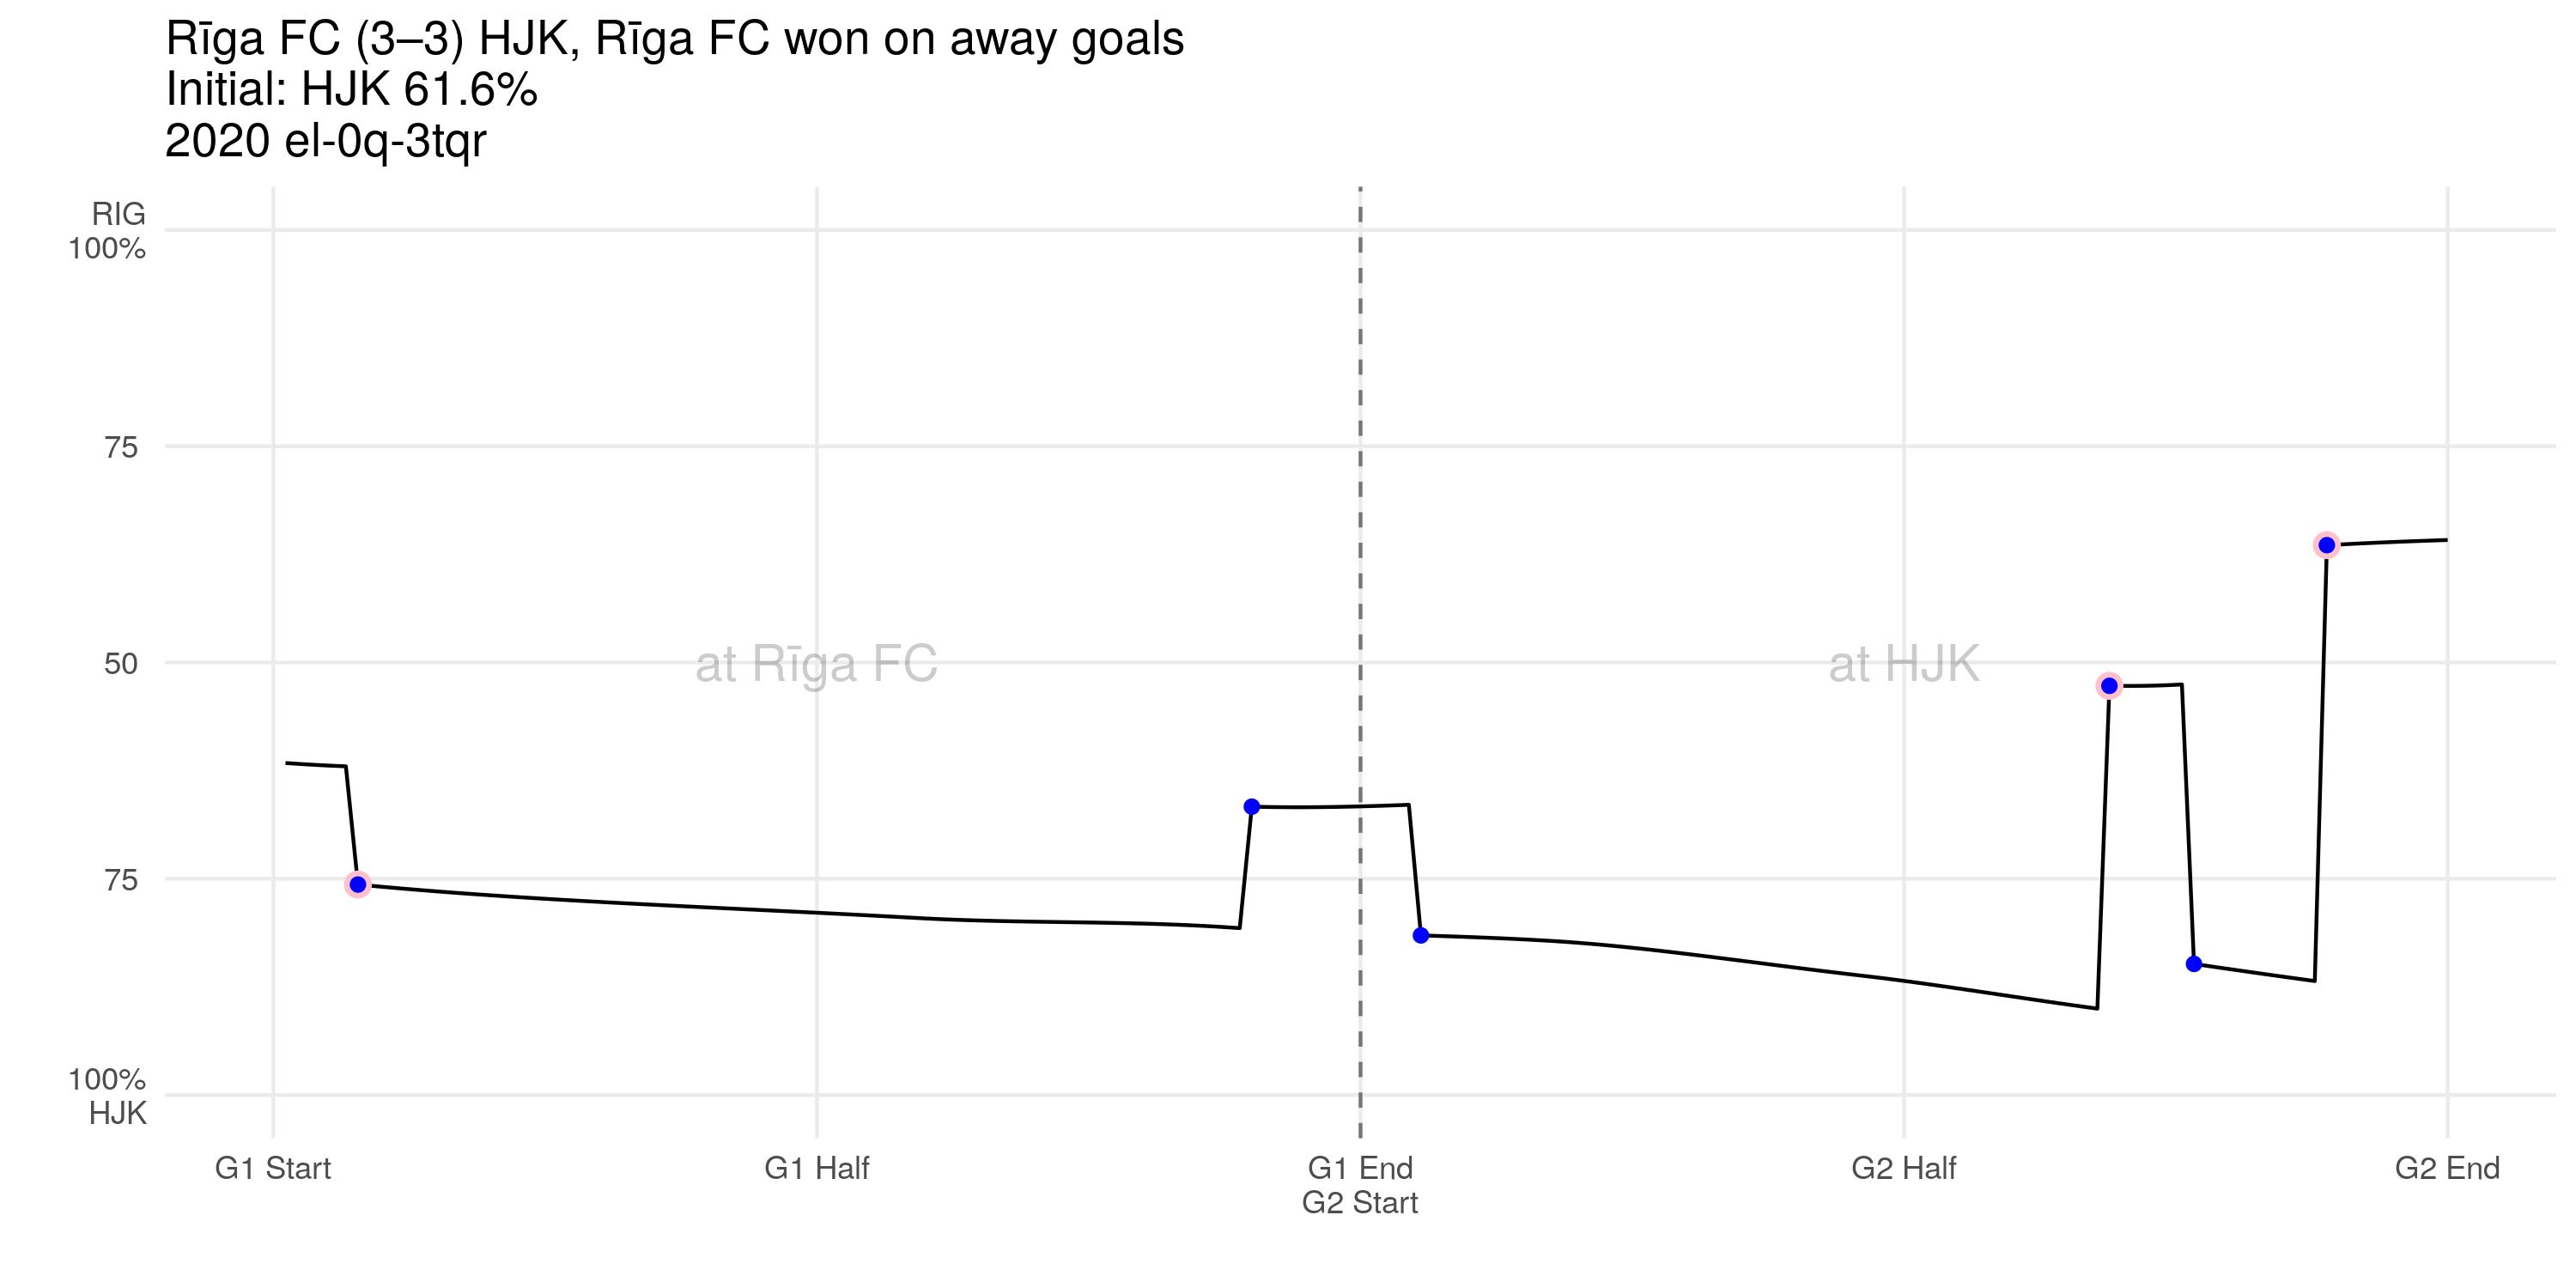 Rīga FC (3–3) HJK, Rīga FC won on away goals
Initial: HJK 61.6%
2020 el-0q-3tqr
RIG
100%
75
50
75
100%
HJK
at Rīga FC
at HJK
G1 Start
G1 Half
G1 End
G2 Start
G2 Half
G2 End